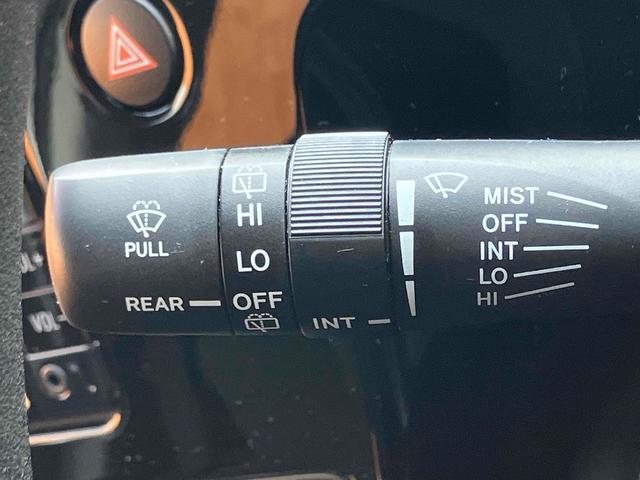 PULL
REAR
HI
LO
OFF
INT
MIST
OFF
INT
LO
HI
VOL